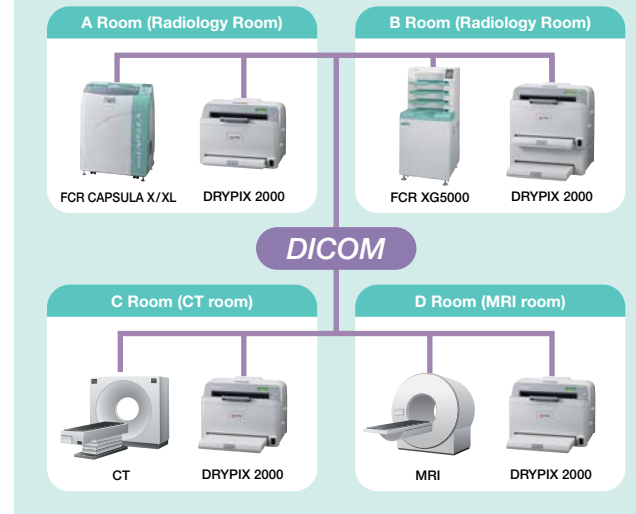 A Room (Radiology Room)
B Room (Radiology Room)
FCR CAPSULA X/XL
DRYPIX 2000
FCR XG5000
DRYPIX 2000
DICOM
C Room (CT room)
D Room (MRI room)
CT
DRYPIX 2000
MRI
DRYPIX 2000